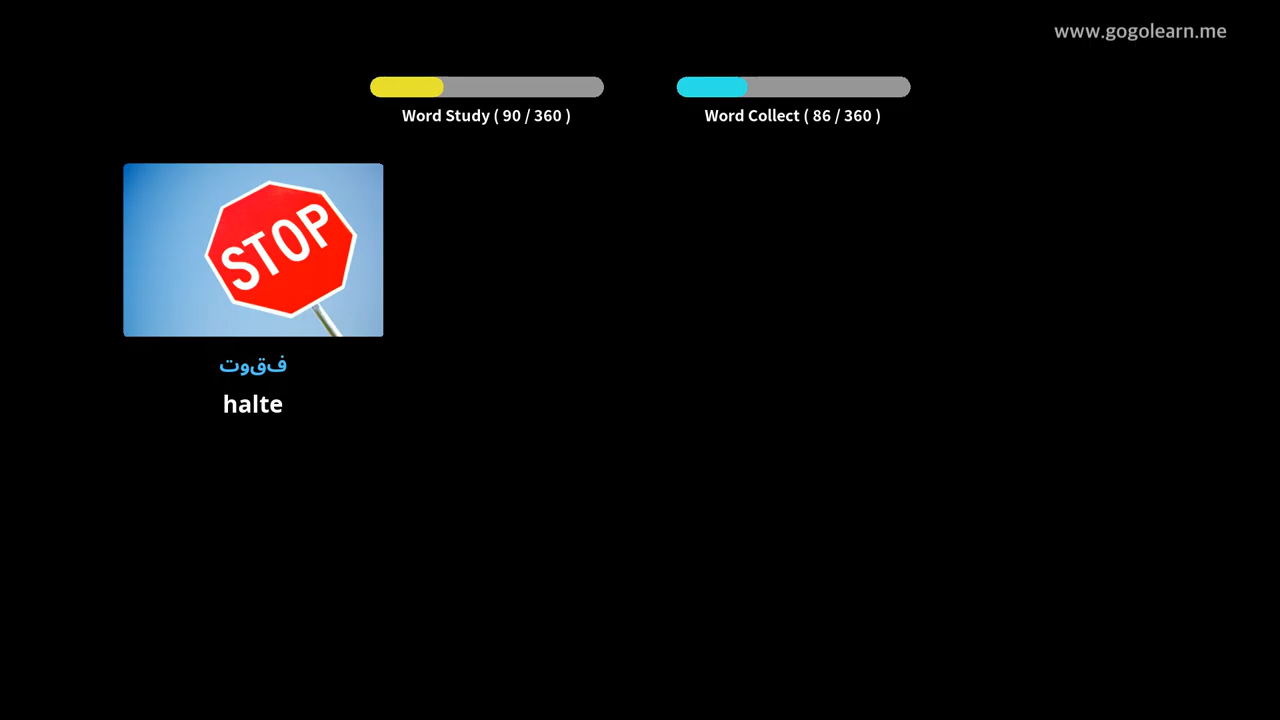 www.gogolearn.me
Word Study ( 90 / 360 )
Word Collect ( 86 / 360 )
STOP
فقوت
halte